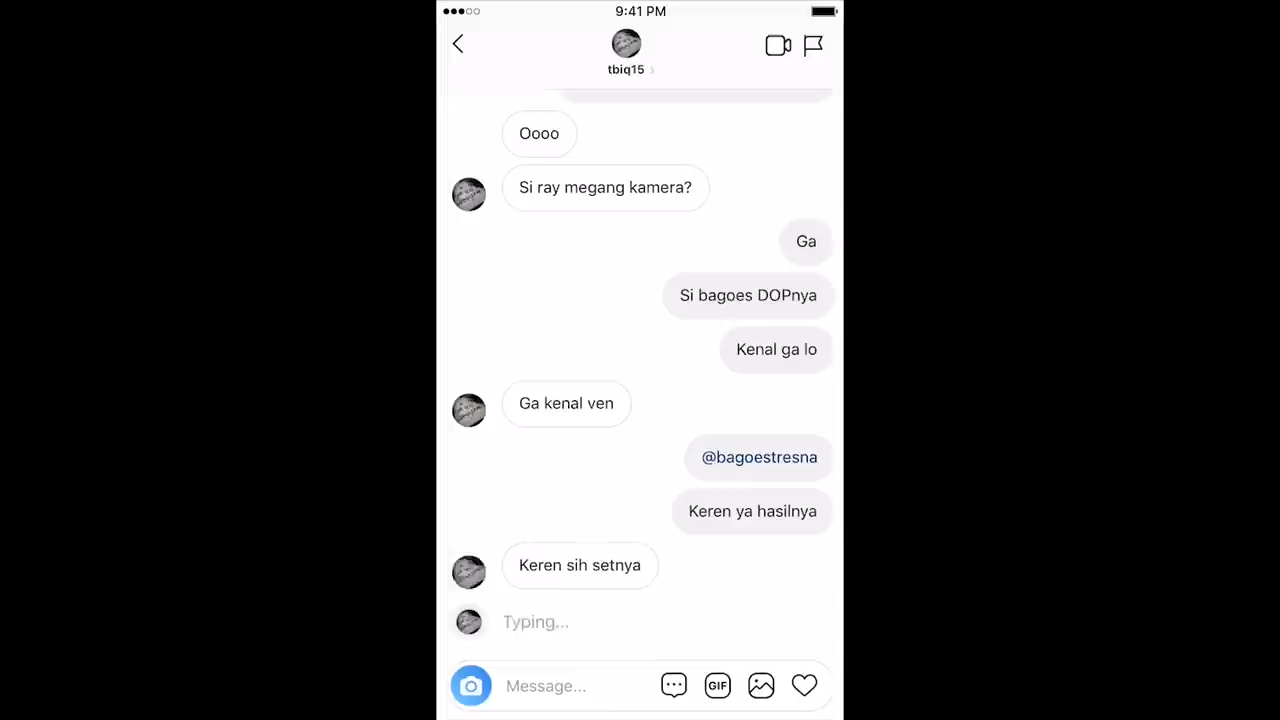 9:41 PM
tbiq15
Oooo
Si ray megang kamera?
Ga
Si bagoes DOPnya
Kenal ga lo
Ga kenal ven
@bagoestresna
Keren ya hasilnya
Keren sih setnya
Typing...
Message...
GIF